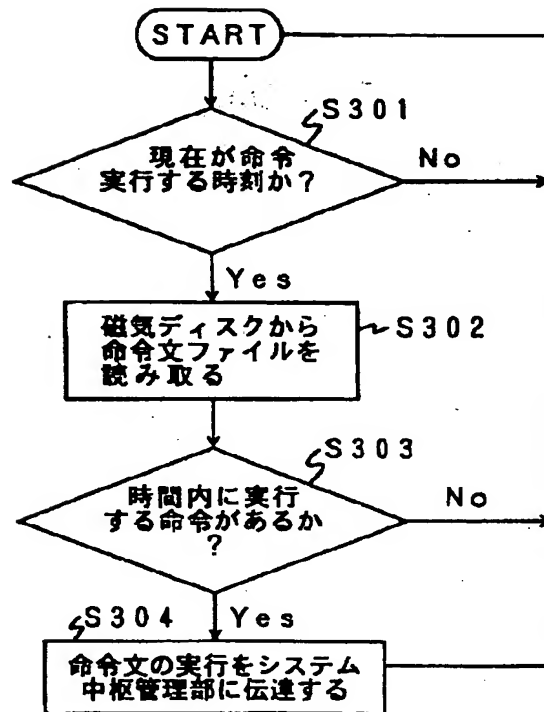 START
S301
現在が命令
実行する時刻か?
No
Yes
磁気ディスクから
命令文ファイルを
読み取る
S302
S303
時間内に実行
する命令があるか
?
No
S304
Yes
命令文の実行をシステム
中枢管理部に伝達する